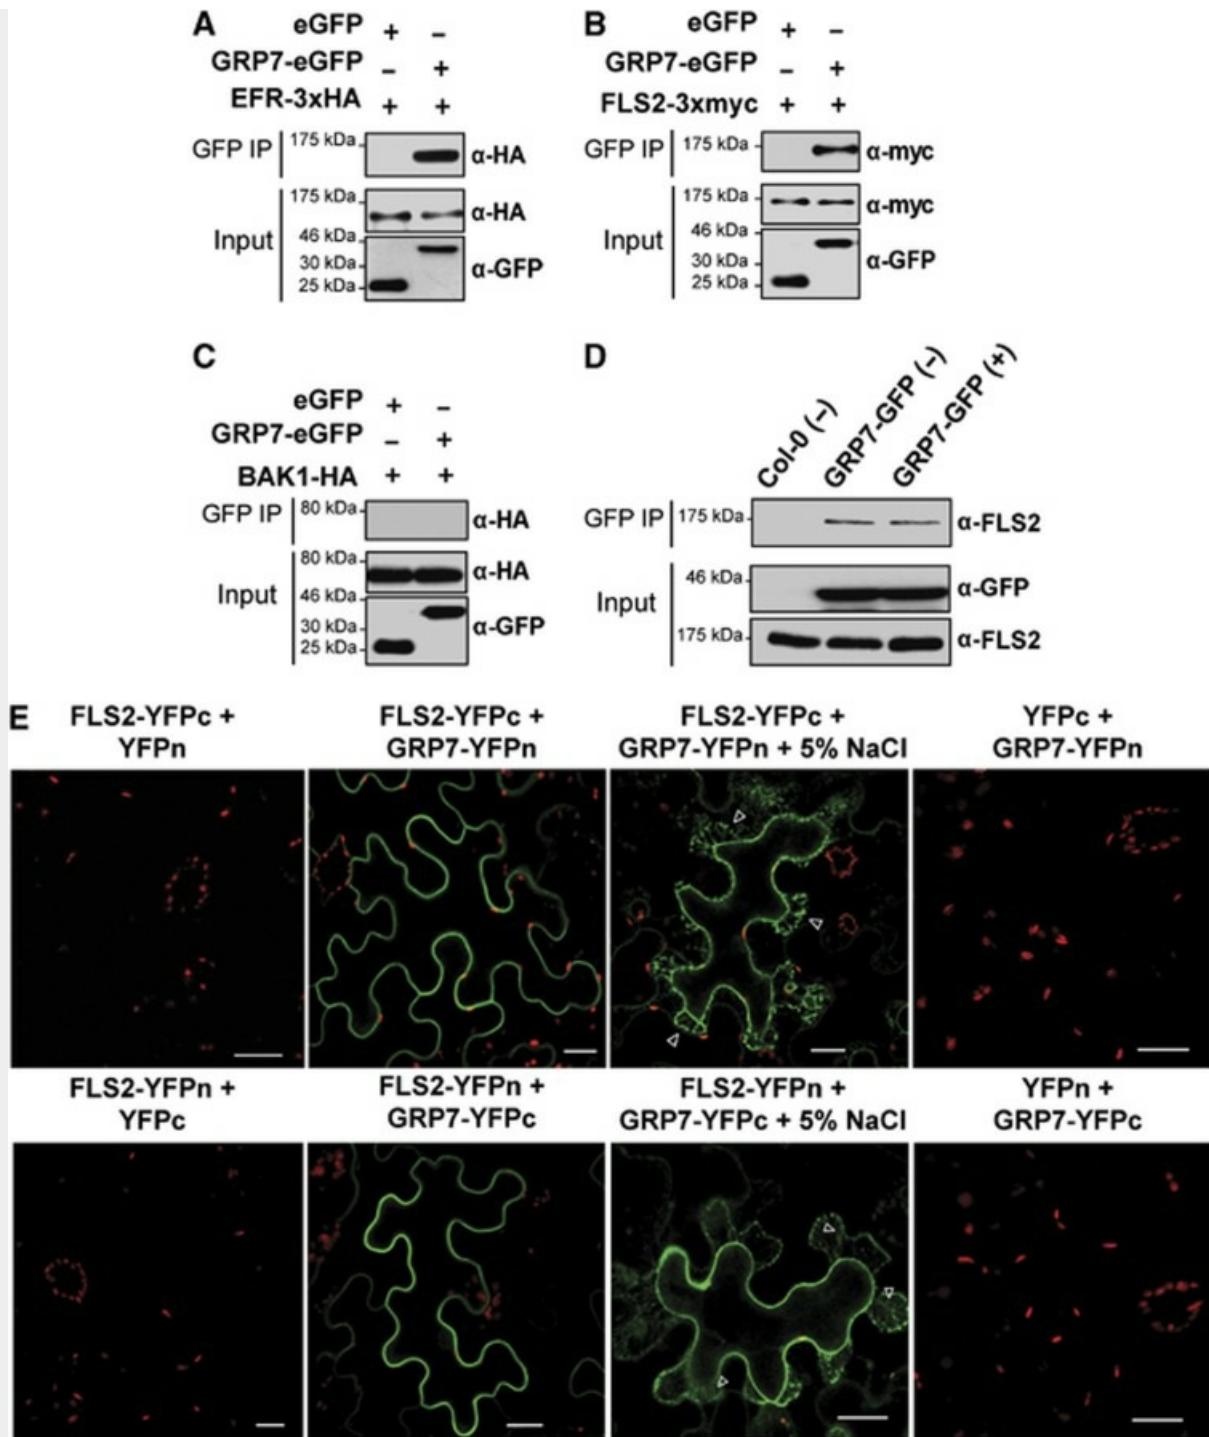 A
eGFP + –
GRP7-eGFP – +
EFR-3xHA + +
GFP IP 175 kDa α-HA
175 kDa α-HA
Input 46 kDa
30 kDa α-GFP
25 kDa
B
eGFP + –
GRP7-eGFP – +
FLS2-3xmyc + +
GFP IP 175 kDa α-myc
175 kDa α-myc
Input 46 kDa
30 kDa α-GFP
25 kDa
C
eGFP + –
GRP7-eGFP – +
BAK1-HA + +
GFP IP 80 kDa α-HA
80 kDa α-HA
Input 46 kDa
30 kDa α-GFP
25 kDa
D
Col-0 (–)
GRP7-GFP (–)
GRP7-GFP (+)
GFP IP 175 kDa α-FLS2
46 kDa α-GFP
Input
175 kDa α-FLS2
E
FLS2-YFPc +
YFPn
FLS2-YFPc +
GRP7-YFPn
FLS2-YFPc +
GRP7-YFPn + 5% NaCl
YFPc +
GRP7-YFPn
FLS2-YFPn +
YFPc
FLS2-YFPn +
GRP7-YFPc
FLS2-YFPn +
GRP7-YFPc + 5% NaCl
YFPn +
GRP7-YFPc